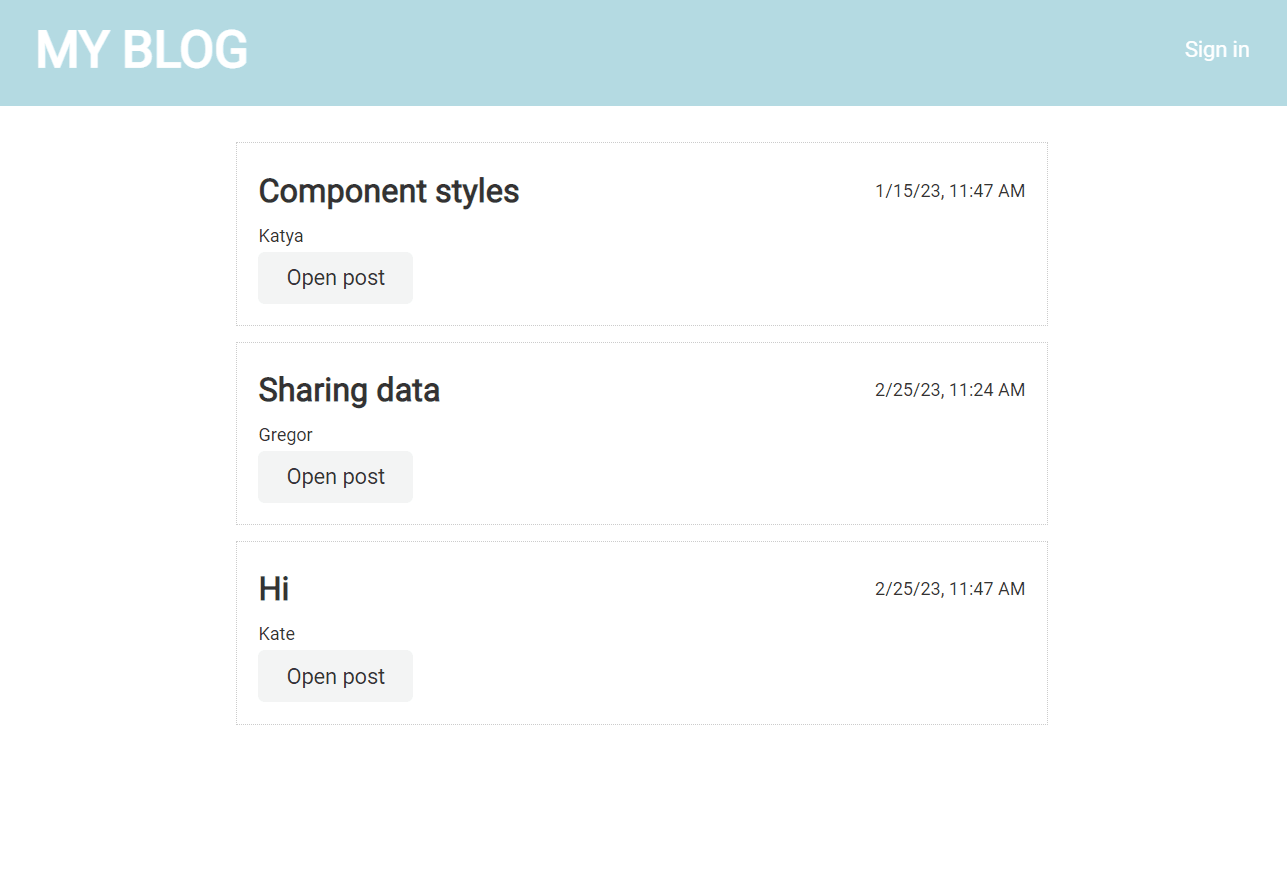 MY BLOG
Sign in
Component styles
1/15/23, 11:47 AM
Katya
Open post
Sharing data
2/25/23, 11:24 AM
Gregor
Open post
Hi
2/25/23, 11:47 AM
Kate
Open post